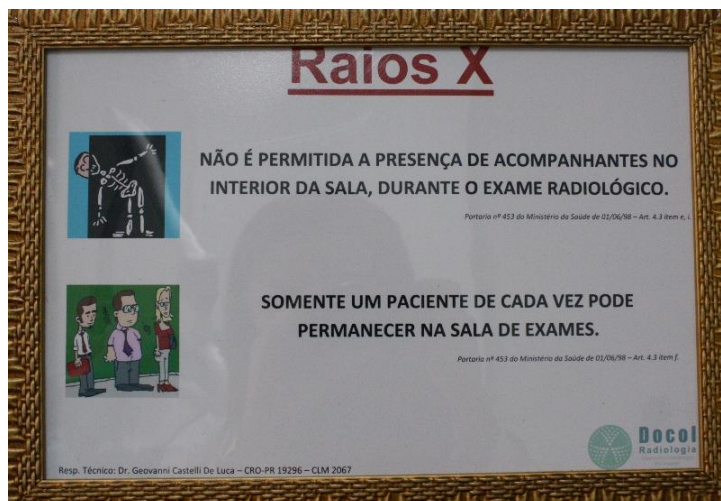 Raios X
NÃO É PERMITIDA A PRESENÇA DE ACOMPANHANTES NO
INTERIOR DA SALA, DURANTE O EXAME RADIOLÓGICO.
Portaria nº 453 do Ministério da Saúde de 01/06/98 – Art. 4.3 item e, i.
SOMENTE UM PACIENTE DE CADA VEZ PODE
PERMANECER NA SALA DE EXAMES.
Portaria nº 453 do Ministério da Saúde de 01/06/98 – Art. 4.3 item f.
Docol
Radiologia
Resp. Técnico: Dr. Geovanni Castelli De Luca – CRO-PR 19296 – CLM 2067